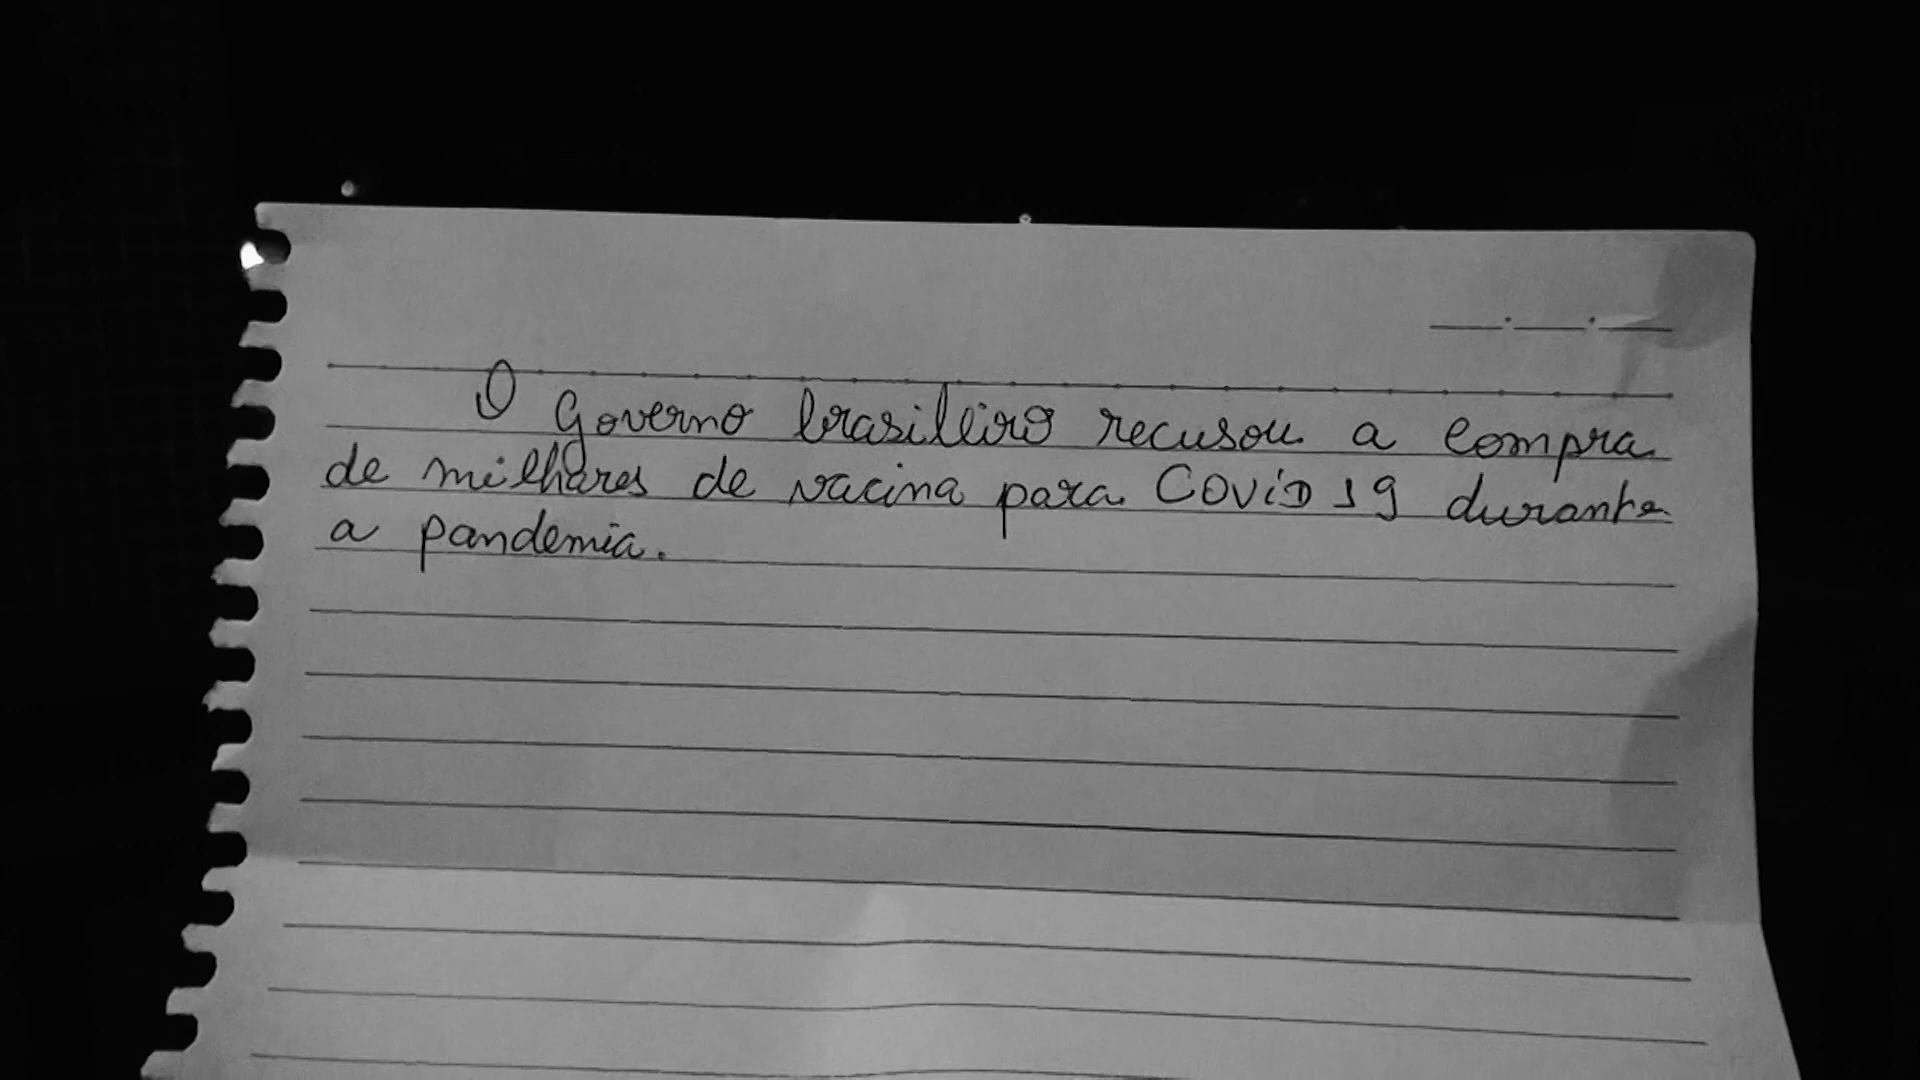 O Governo brasileiro recusou a compra
de milhares de vacina para COViD 19 durante
a pandemia.